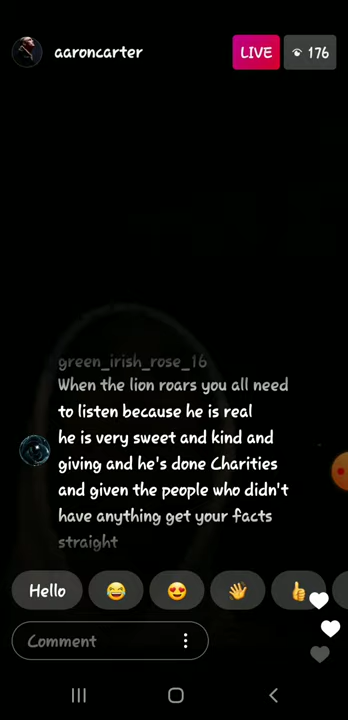 aaroncarter
LIVE
176
green_irish_rose_16
When the lion roars you all need
to listen because he is real
he is very sweet and kind and
giving and he's done Charities
and given the people who didn't
have anything get your facts
straight
Hello
Comment